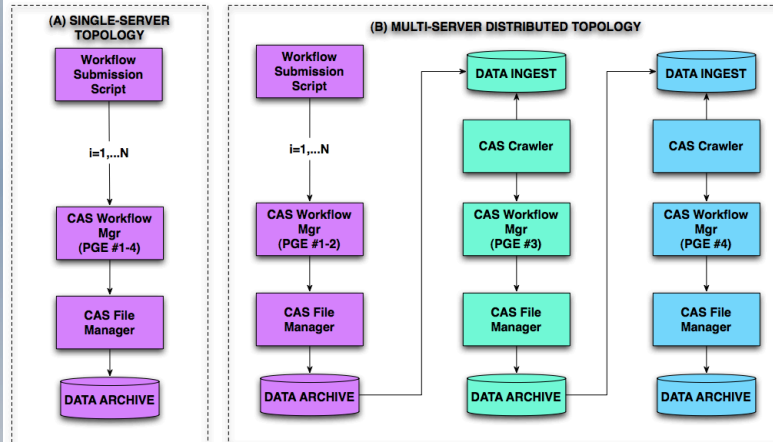 (A) SINGLE-SERVER
TOPOLOGY
Workflow
Submission
Script
i=1,...N
CAS Workflow
Mgr
(PGE #1-4)
CAS File
Manager
DATA ARCHIVE
(B) MULTI-SERVER DISTRIBUTED TOPOLOGY
Workflow
Submission
Script
i=1,...N
CAS Workflow
Mgr
(PGE #1-2)
CAS File
Manager
DATA ARCHIVE
DATA INGEST
CAS Crawler
CAS Workflow
Mgr
(PGE #3)
CAS File
Manager
DATA ARCHIVE
DATA INGEST
CAS Crawler
CAS Workflow
Mgr
(PGE #4)
CAS File
Manager
DATA ARCHIVE